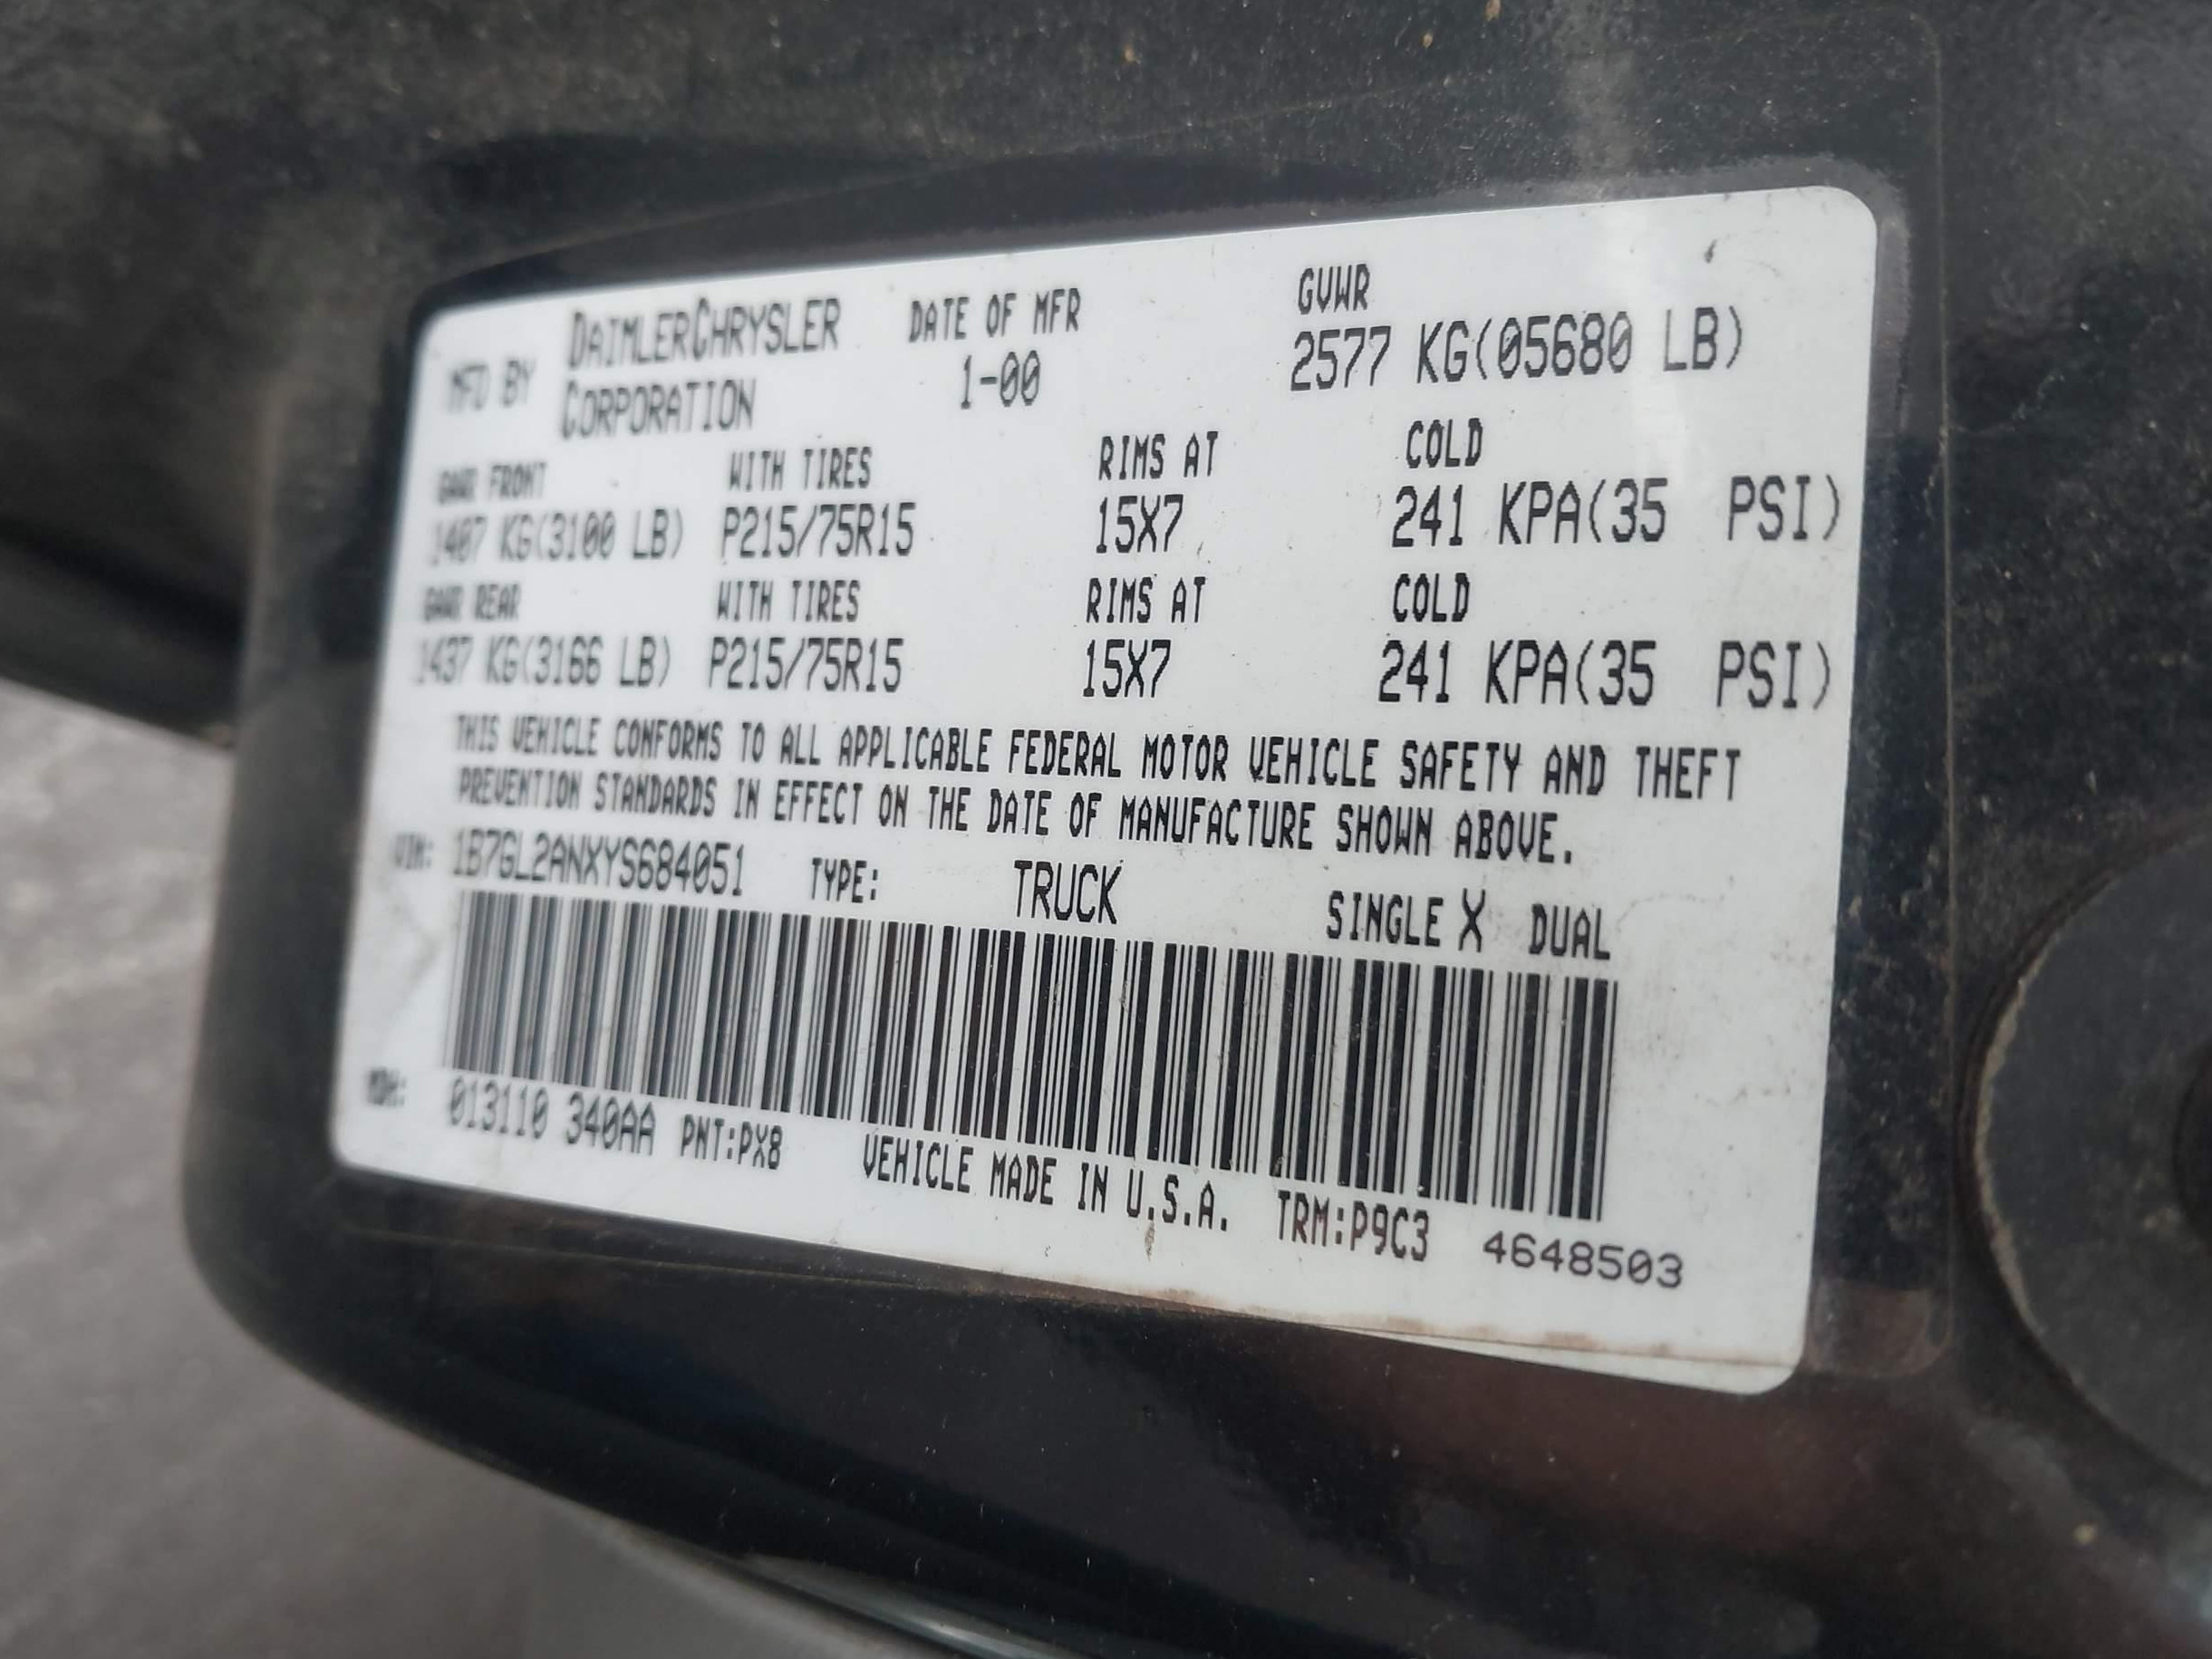 MFD BY DAIMLERCHRYSLER CORPORATION DATE OF MFR 1-00 GVWR 2577 KG(05680 LB)
GAWR FRONT WITH TIRES RIMS AT COLD
1407 KG(3100 LB) P215/75R15 15X7 241 KPA(35 PSI)
GAWR REAR WITH TIRES RIMS AT COLD
1437 KG(3166 LB) P215/75R15 15X7 241 KPA(35 PSI)
THIS VEHICLE CONFORMS TO ALL APPLICABLE FEDERAL MOTOR VEHICLE SAFETY AND THEFT
PREVENTION STANDARDS IN EFFECT ON THE DATE OF MANUFACTURE SHOWN ABOVE.
VIN: 1B7GL2ANXYS684051 TYPE: TRUCK SINGLE X DUAL
MDH: 013110 340AA PNT:PX8 VEHICLE MADE IN U.S.A. TRM:P9C3 4648503